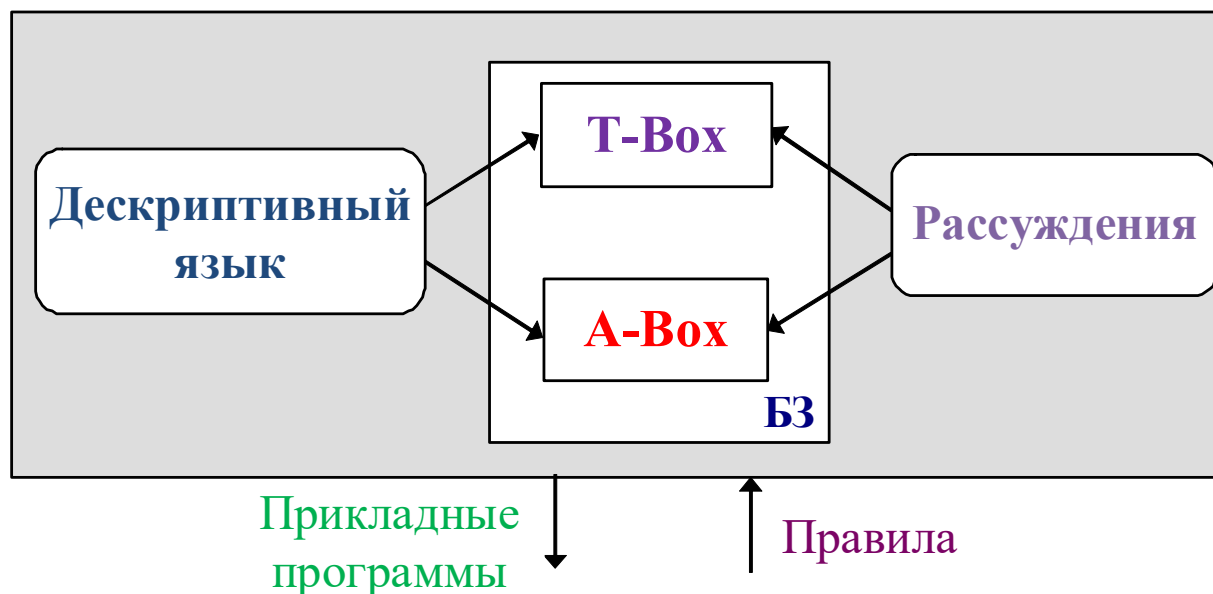 T-Box
Дескриптивный
язык
Рассуждения
A-Box
БЗ
Прикладные
программы
Правила